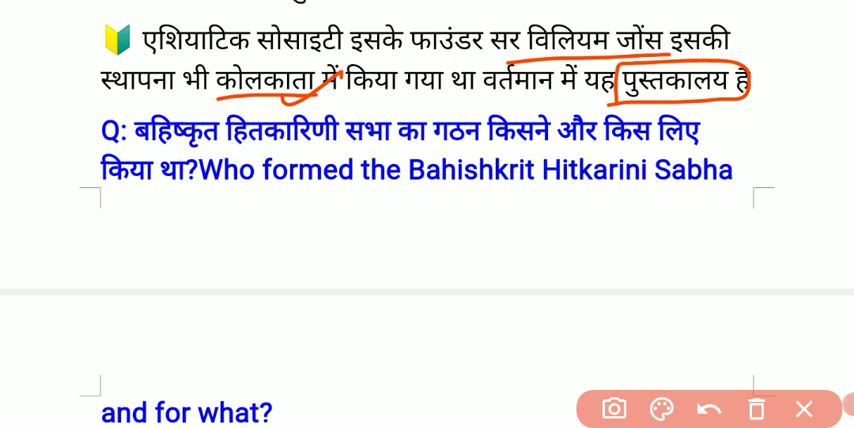 एशियाटिक सोसाइटी इसके फाउंडर सर विलियम जोंस इसकी
स्थापना भी कोलकाता में किया गया था वर्तमान में यह पुस्तकालय है
Q: बहिष्कृत हितकारिणी सभा का गठन किसने और किस लिए
किया था?Who formed the Bahishkrit Hitkarini Sabha
and for what?